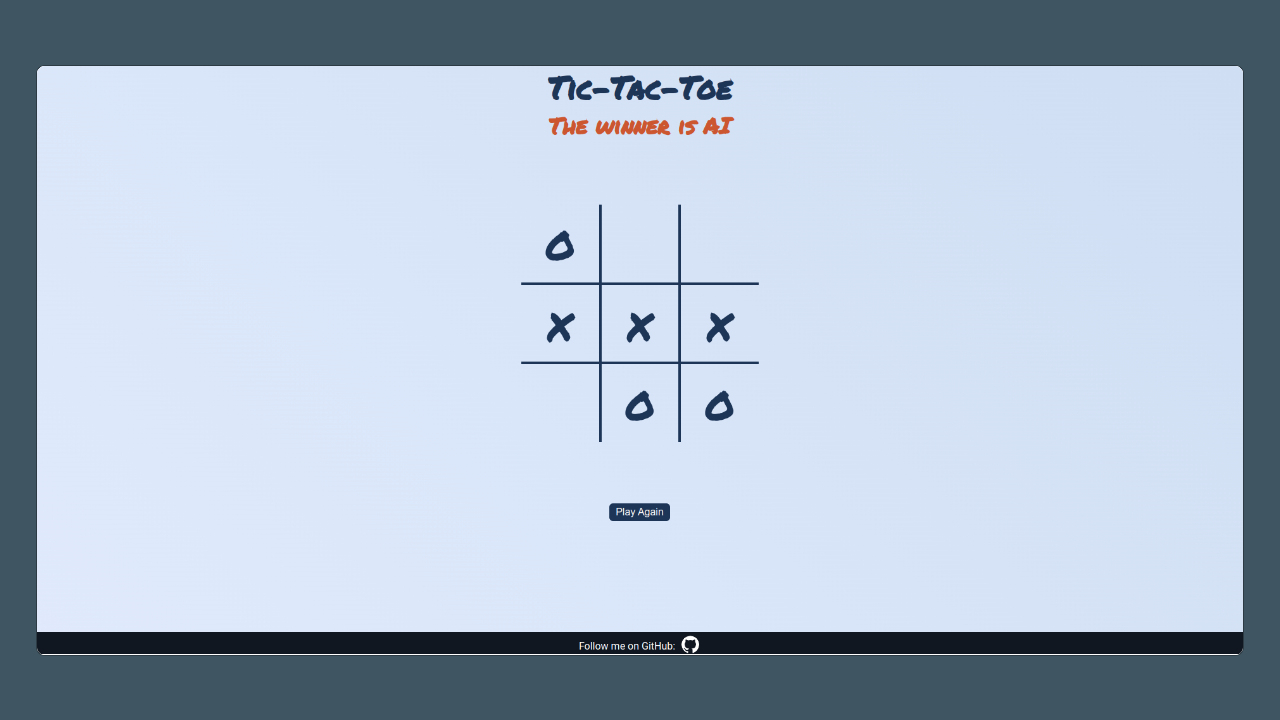 Tic-Tac-Toe
The winner is AI
O
X X X
O O
Play Again
Follow me on GitHub: